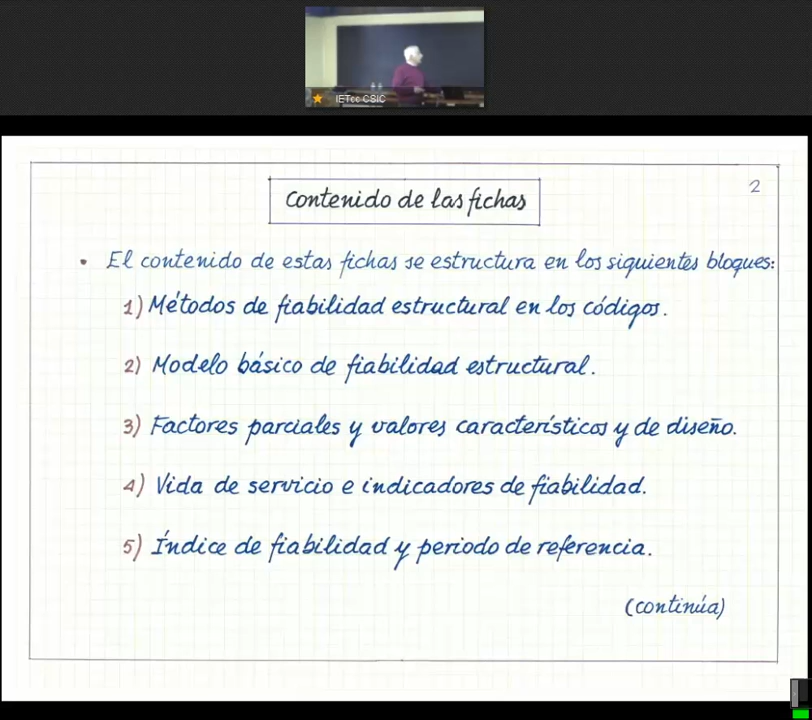 IETcc CSIC
Contenido de las fichas
2
• El contenido de estas fichas se estructura en los siguientes bloques:
1) Métodos de fiabilidad estructural en los códigos.
2) Modelo básico de fiabilidad estructural.
3) Factores parciales y valores característicos y de diseño.
4) Vida de servicio e indicadores de fiabilidad.
5) Índice de fiabilidad y periodo de referencia.
(continúa)